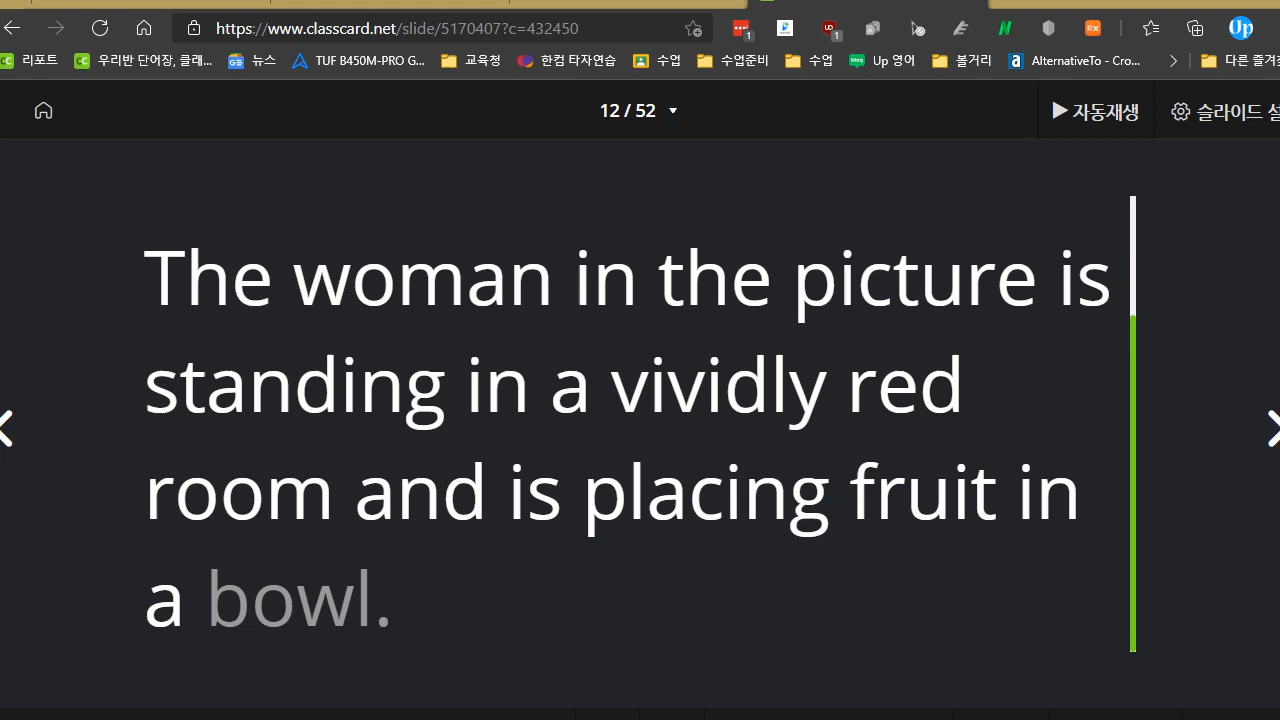 https://www.classcard.net/slide/5170407?c=432450
리포트
우리반 단어장, 클래...
뉴스
TUF B450M-PRO G...
교육청
한컴 타자연습
수업
수업준비
수업
Up 영어
볼거리
AlternativeTo - Cro...
다른 즐겨찾
12 / 52
자동재생
슬라이드 설
The woman in the picture is
standing in a vividly red
room and is placing fruit in
a bowl.